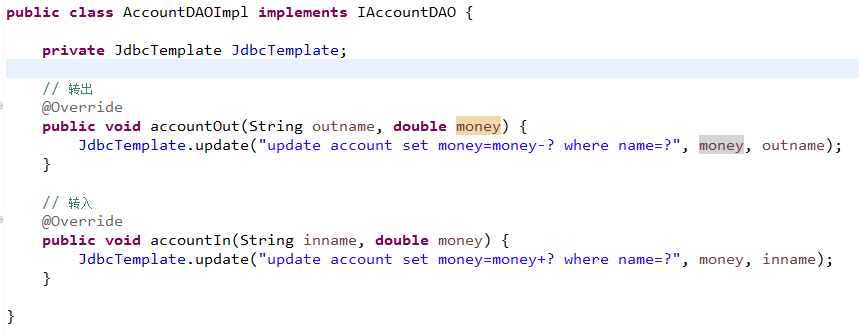 public class AccountDAOImpl implements IAccountDAO {
private JdbcTemplate JdbcTemplate;
// 转出
@Override
public void accountOut(String outname, double money) {
JdbcTemplate.update("update account set money=money-? where name=?", money, outname);
}
// 转入
@Override
public void accountIn(String inname, double money) {
JdbcTemplate.update("update account set money=money+? where name=?", money, inname);
}
}